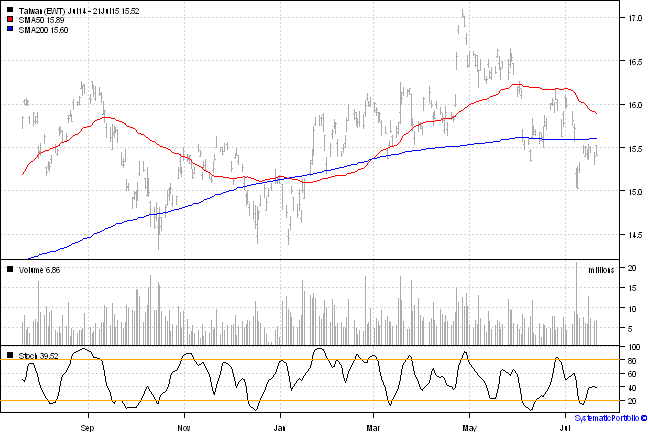 Taiwan (EWT) Jul14 - 21Jul15 15.52
SMA50 15.89
SMA200 15.60
17.0
16.5
16.0
15.5
15.0
14.5
Volume 6.86
millions
20
15
10
5
Stoch 39.52
80
60
40
20
Sep
Nov
Jan
Mar
May
Jul
SystematicPortfolio ©